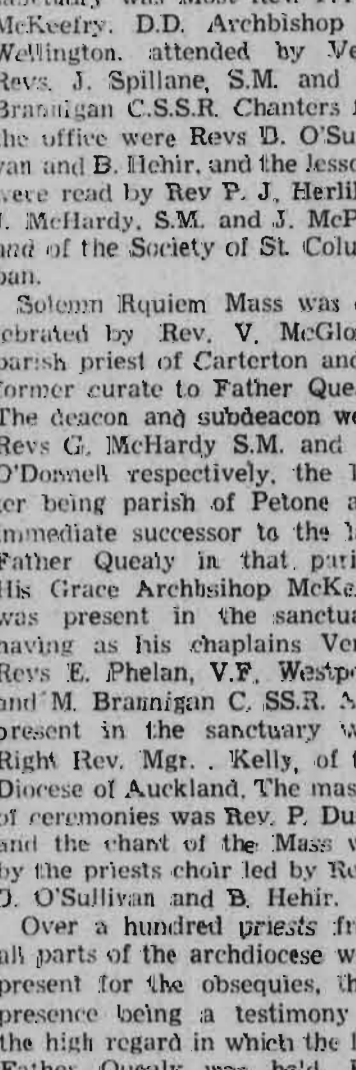 McKeefry. D.D. Archbishop
Wellington. attended by Ve
Revs. J. Spillane, S.M. and
Brannigan C.S.S.R. Chanters
the office were Revs D. O'Su
van and B. Hehir, and the lesso
were read by Rev P. J. Herli
J. McHardy, S.M. and J. McP
and of the Society of St. Colu
ban.
Solemn Rquiem Mass was
ebrated by Rev. V. McGlo
parish priest of Carterton and
former curate to Father Que
The deacon and subdeacon we
Revs G. McHardy S.M. and
O'Donnell respectively, the l
ter being parish of Petone a
immediate successor to the l
Father Quealy in that pari
His Grace Archbsihop McKe
was present in the sanctua
having as his chaplains Ver
Revs E. Phelan, V.F. Westp
and M. Brannigan C. SS.R. A
present in the sanctuary w
Right Rev. Mgr. . Kelly, of t
Diocese of Auckland. The mas
of ceremonies was Rev. P. Du
and the chant of the Mass w
by the priests choir led by Re
D. O'Sullivan and B. Hehir.
Over a hundred priests fr
all parts of the archdiocese w
present for the obsequies, th
presence being a testimony
the high regard in which the l
Father Quealy was held.